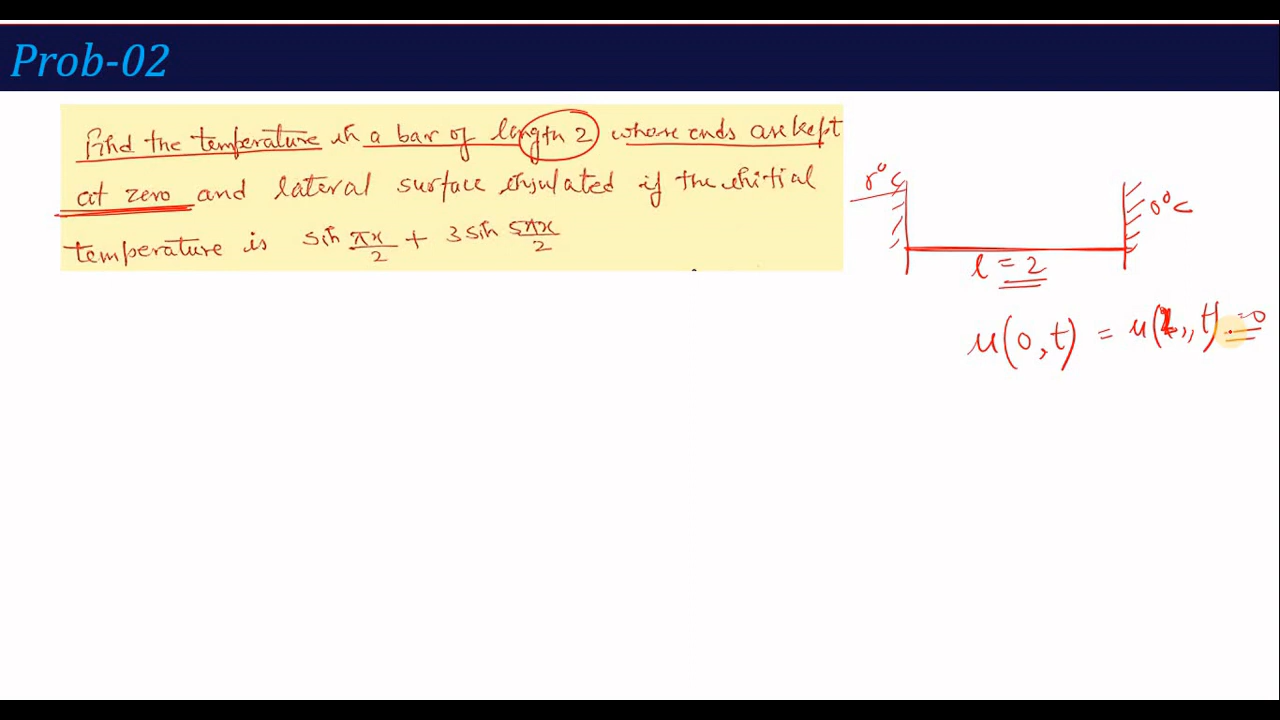 Prob-02
Find the temperature in a bar of length 2 whose ends are kept
at zero and lateral surface insulated if the initial
temperature is sin πx/2 + 3 sin 5πx/2
0°C
0°C
l = 2
u(0,t) = u(2,t) = 0